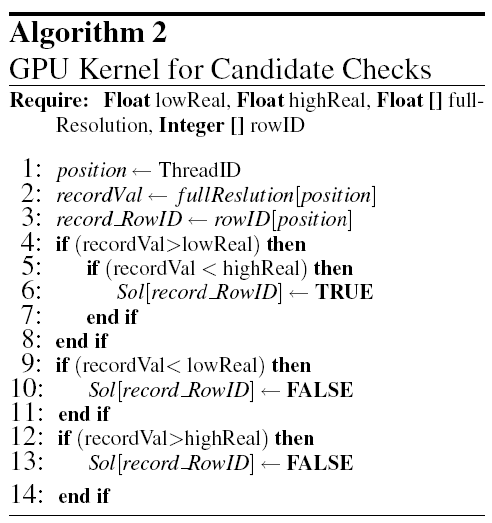 Algorithm 2
GPU Kernel for Candidate Checks
Require: Float lowReal, Float highReal, Float [] full-
Resolution, Integer [] rowID
1: position ← ThreadID
2: recordVal ← fullReslution[position]
3: record_RowID ← rowID[position]
4: if (recordVal>lowReal) then
5: if (recordVal < highReal) then
6: Sol[record_RowID] ← TRUE
7: end if
8: end if
9: if (recordVal< lowReal) then
10: Sol[record_RowID] ← FALSE
11: end if
12: if (recordVal>highReal) then
13: Sol[record_RowID] ← FALSE
14: end if